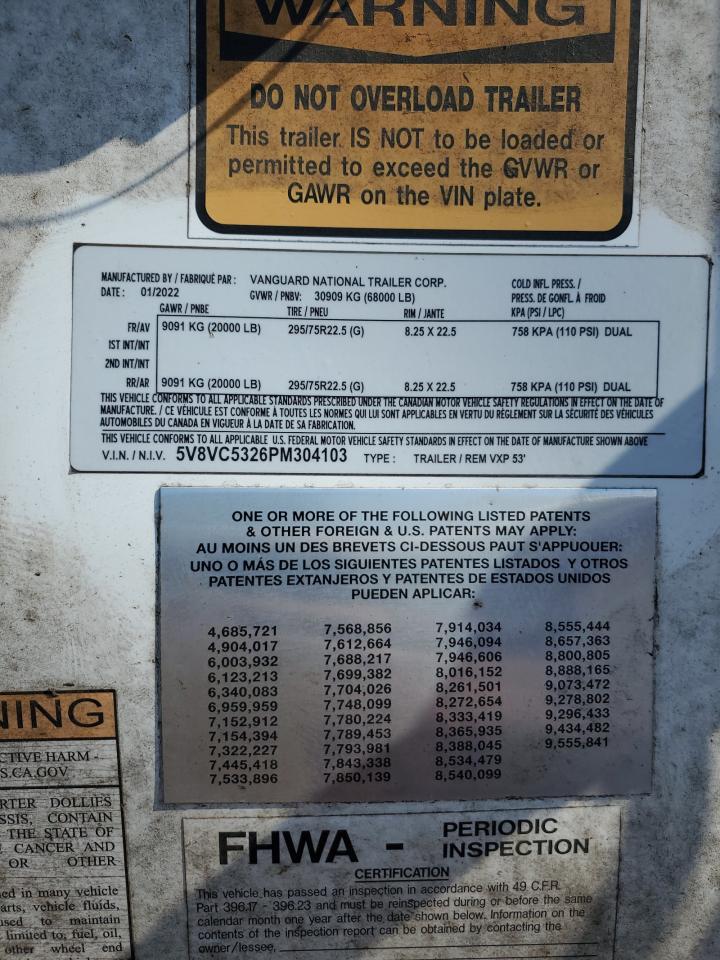 WARNING
DO NOT OVERLOAD TRAILER
This trailer IS NOT to be loaded or
permitted to exceed the GVWR or
GAWR on the VIN plate.
MANUFACTURED BY / FABRIQUÉ PAR : VANGUARD NATIONAL TRAILER CORP.
DATE : 01/2022 GVWR / PNBV: 30909 KG (68000 LB)
COLD INFL. PRESS. /
PRESS. DE GONFL. À FROID
GAWR / PNBE TIRE / PNEU RIM / JANTE KPA (PSI / LPC)
FR/AV 9091 KG (20000 LB) 295/75R22.5 (G) 8.25 X 22.5 758 KPA (110 PSI) DUAL
1ST INT/INT
2ND INT/INT
RR/AR 9091 KG (20000 LB) 295/75R22.5 (G) 8.25 X 22.5 758 KPA (110 PSI) DUAL
THIS VEHICLE CONFORMS TO ALL APPLICABLE STANDARDS PRESCRIBED UNDER THE CANADIAN MOTOR VEHICLE SAFETY REGULATIONS IN EFFECT ON THE DATE OF
MANUFACTURE. / CE VÉHICULE EST CONFORME À TOUTES LES NORMES QUI LUI SONT APPLICABLES EN VERTU DU RÈGLEMENT SUR LA SÉCURITÉ DES VÉHICULES
AUTOMOBILES DU CANADA EN VIGUEUR À LA DATE DE SA FABRICATION.
THIS VEHICLE CONFORMS TO ALL APPLICABLE U.S. FEDERAL MOTOR VEHICLE SAFETY STANDARDS IN EFFECT ON THE DATE OF MANUFACTURE SHOWN ABOVE
V.I.N. / N.I.V. 5V8VC5326PM304103 TYPE : TRAILER / REM VXP 53'
ONE OR MORE OF THE FOLLOWING LISTED PATENTS
& OTHER FOREIGN & U.S. PATENTS MAY APPLY:
AU MOINS UN DES BREVETS CI-DESSOUS PAUT S'APPUOUER:
UNO O MÁS DE LOS SIGUIENTES PATENTES LISTADOS Y OTROS
PATENTES EXTANJEROS Y PATENTES DE ESTADOS UNIDOS
PUEDEN APLICAR:
4,685,721 7,568,856 7,914,034 8,555,444
4,904,017 7,612,664 7,946,094 8,657,363
6,003,932 7,688,217 7,946,606 8,800,805
6,123,213 7,699,382 8,016,152 8,888,165
6,340,083 7,704,026 8,261,501 9,073,472
6,959,959 7,748,099 8,272,654 9,278,802
7,152,912 7,780,224 8,333,419 9,296,433
7,154,394 7,789,453 8,365,935 9,434,482
7,322,227 7,793,981 8,388,045 9,555,841
7,445,418 7,843,338 8,534,479
7,533,896 7,850,139 8,540,099
NING
CTIVE HARM -
S.CA.GOV
RTER DOLLIES
SSIS, CONTAIN
THE STATE OF
CANCER AND
OR OTHER
ed in many vehicle
arts, vehicle fluids,
used to maintain
limited to, fuel, oil,
other wheel end
FHWA - PERIODIC
INSPECTION
CERTIFICATION
This vehicle has passed an inspection in accordance with 49 C.F.R.
Part 396.17 - 396.23 and must be reinspected during or before the same
calendar month one year after the date shown below. Information on the
contents of the inspection report can be obtained by contacting the
owner/lessee,